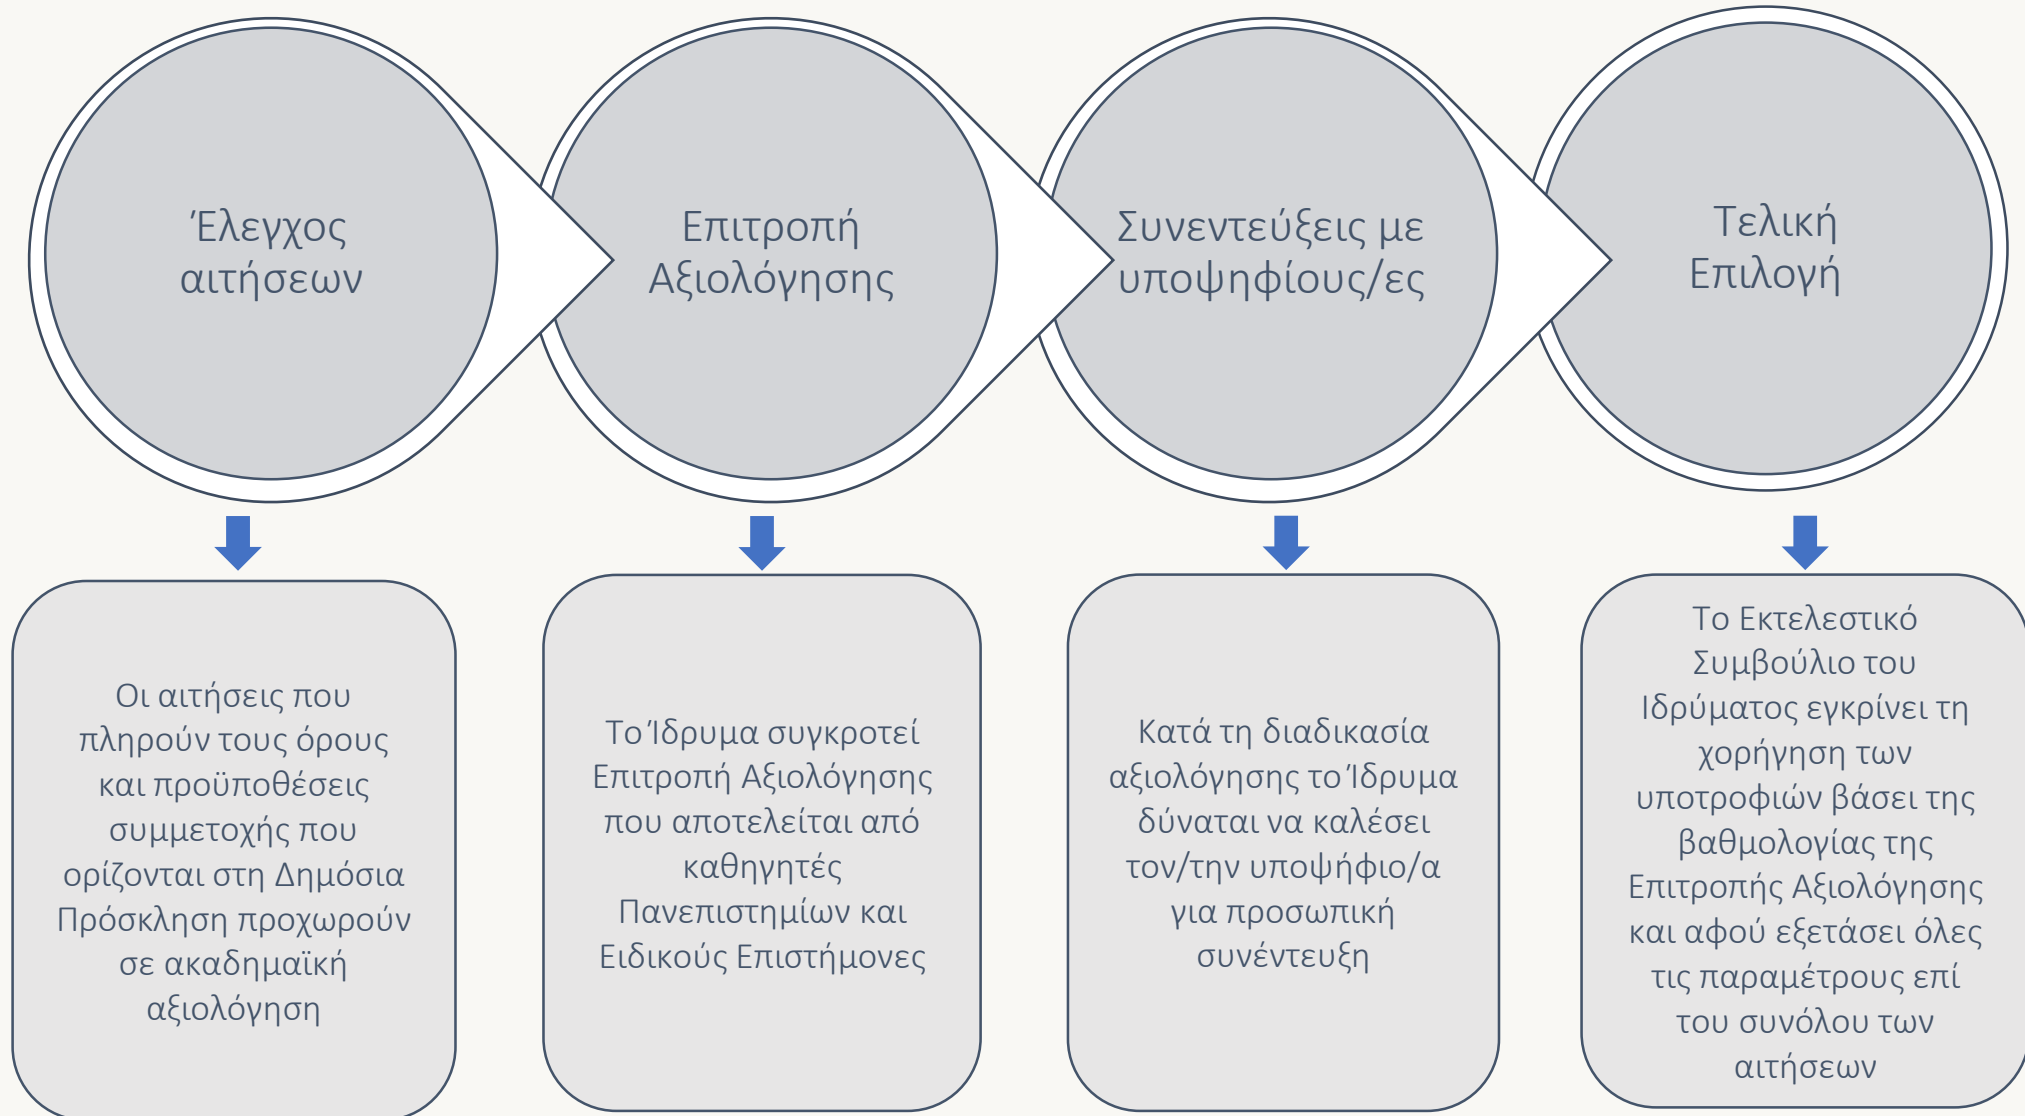 Έλεγχος
αιτήσεων
Επιτροπή
Αξιολόγησης
Συνεντεύξεις με
υποψηφίους/ες
Τελική
Επιλογή
Οι αιτήσεις που
πληρούν τους όρους
και προϋποθέσεις
συμμετοχής που
ορίζονται στη Δημόσια
Πρόσκληση προχωρούν
σε ακαδημαϊκή
αξιολόγηση
Το Ίδρυμα συγκροτεί
Επιτροπή Αξιολόγησης
που αποτελείται από
καθηγητές
Πανεπιστημίων και
Ειδικούς Επιστήμονες
Κατά τη διαδικασία
αξιολόγησης το Ίδρυμα
δύναται να καλέσει
τον/την υποψήφιο/α
για προσωπική
συνέντευξη
Το Εκτελεστικό
Συμβούλιο του
Ιδρύματος εγκρίνει τη
χορήγηση των
υποτροφιών βάσει της
βαθμολογίας της
Επιτροπής Αξιολόγησης
και αφού εξετάσει όλες
τις παραμέτρους επί
του συνόλου των
αιτήσεων